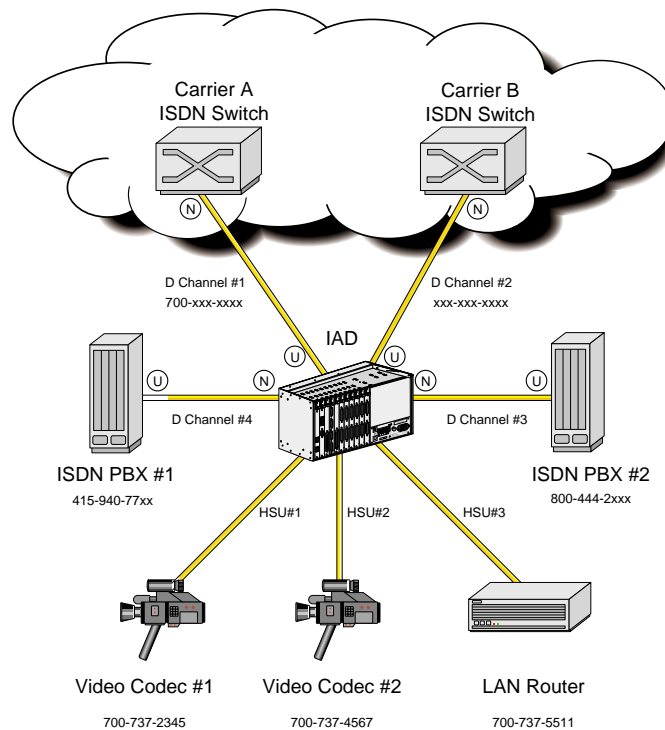 Carrier A
ISDN Switch
Carrier B
ISDN Switch
N
N
D Channel #1
700-xxx-xxxx
D Channel #2
xxx-xxx-xxxx
IAD
U
U
U
N
N
U
D Channel #4
D Channel #3
ISDN PBX #1
415-940-77xx
ISDN PBX #2
800-444-2xxx
HSU#1
HSU#2
HSU#3
Video Codec #1
Video Codec #2
LAN Router
700-737-2345
700-737-4567
700-737-5511